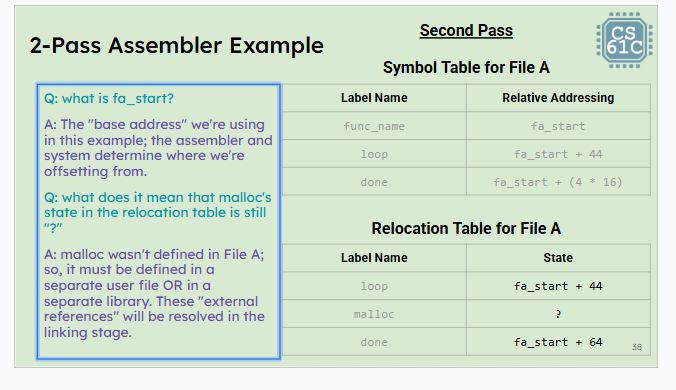 Second Pass
2-Pass Assembler Example
CS
61C
Symbol Table for File A
Q: what is fa_start?
A: The "base address" we're using
in this example; the assembler and
system determine where we're
offsetting from.
Q: what does it mean that malloc's
state in the relocation table is still
"?"
A: malloc wasn't defined in File A;
so, it must be defined in a
separate user file OR in a
separate library. These "external
references" will be resolved in the
linking stage.
Label Name Relative Addressing
func_name fa_start
loop fa_start + 44
done fa_start + (4 * 16)
Relocation Table for File A
Label Name State
loop fa_start + 44
malloc ?
done fa_start + 64
38